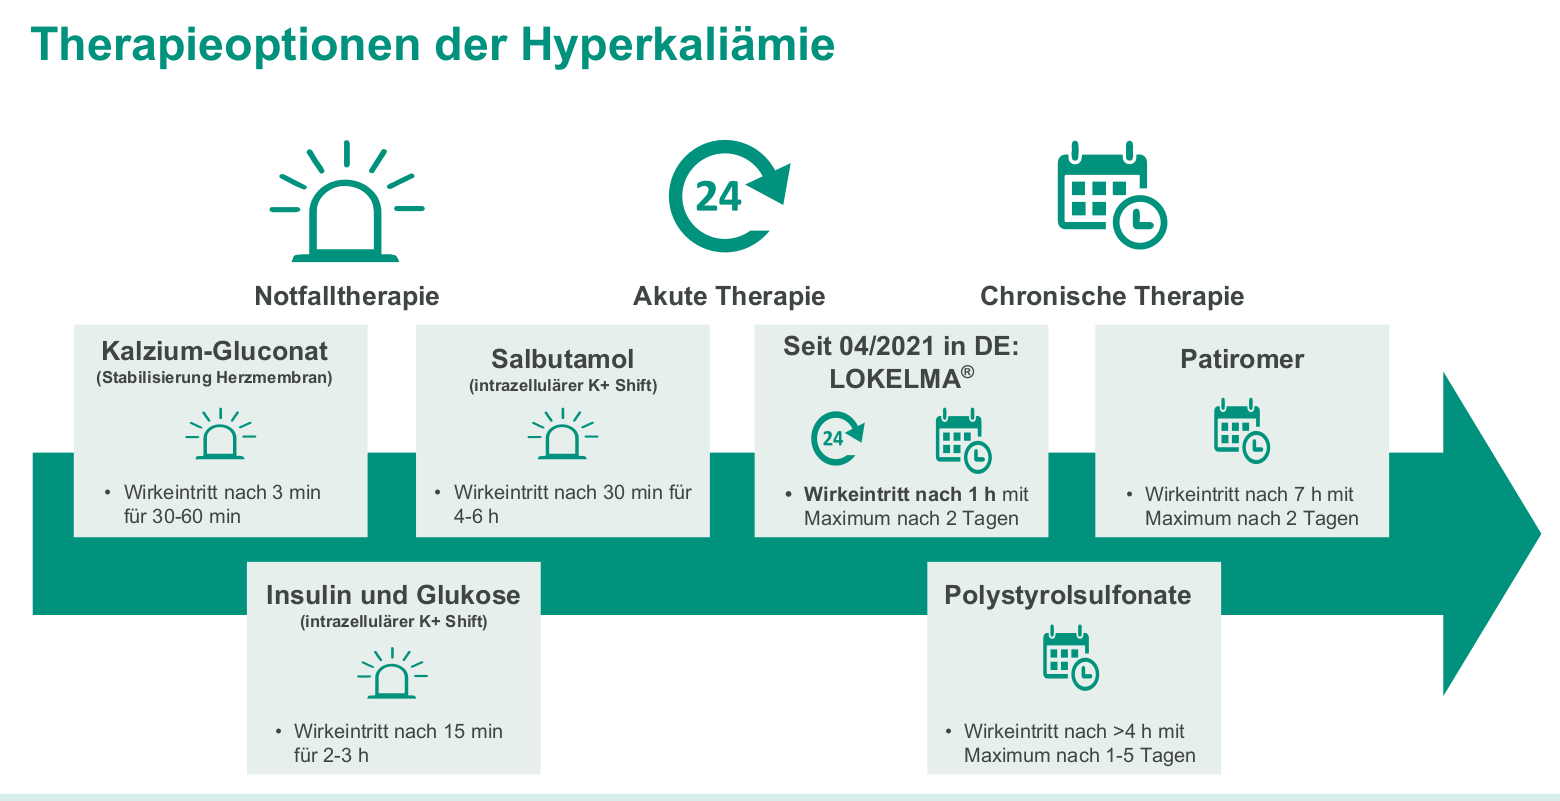 Therapieoptionen der Hyperkaliämie
24
Notfalltherapie
Akute Therapie
Chronische Therapie
Kalzium-Gluconat
(Stabilisierung Herzmembran)
• Wirkeintritt nach 3 min
für 30-60 min
Insulin und Glukose
(intrazellulärer K+ Shift)
• Wirkeintritt nach 15 min
für 2-3 h
Salbutamol
(intrazellulärer K+ Shift)
• Wirkeintritt nach 30 min für
4-6 h
Seit 04/2021 in DE:
LOKELMA®
24
• Wirkeintritt nach 1 h mit
Maximum nach 2 Tagen
Polystyrolsulfonate
• Wirkeintritt nach >4 h mit
Maximum nach 1-5 Tagen
Patiromer
• Wirkeintritt nach 7 h mit
Maximum nach 2 Tagen